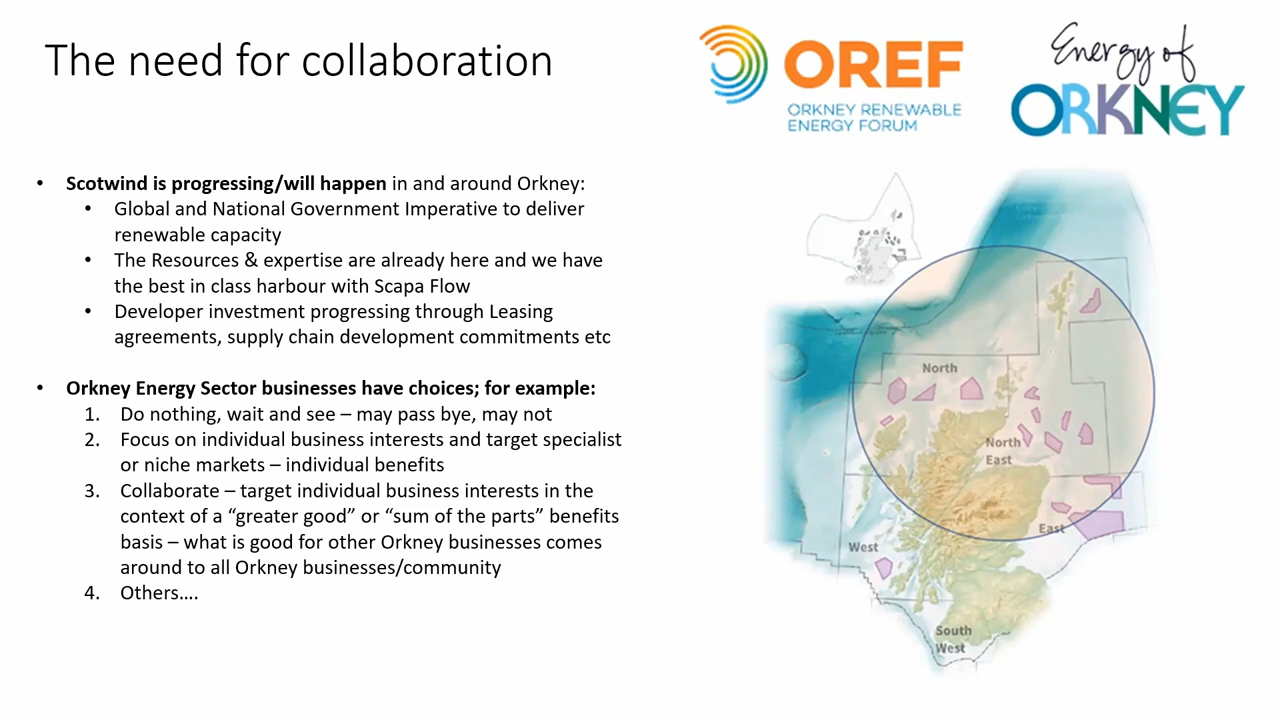 The need for collaboration
OREF
ORKNEY RENEWABLE
ENERGY FORUM
Energy of
ORKNEY
• Scotwind is progressing/will happen in and around Orkney:
• Global and National Government Imperative to deliver
renewable capacity
• The Resources & expertise are already here and we have
the best in class harbour with Scapa Flow
• Developer investment progressing through Leasing
agreements, supply chain development commitments etc
• Orkney Energy Sector businesses have choices; for example:
1. Do nothing, wait and see – may pass bye, may not
2. Focus on individual business interests and target specialist
or niche markets – individual benefits
3. Collaborate – target individual business interests in the
context of a “greater good” or “sum of the parts” benefits
basis – what is good for other Orkney businesses comes
around to all Orkney businesses/community
4. Others....
North
North
East
East
West
South
West